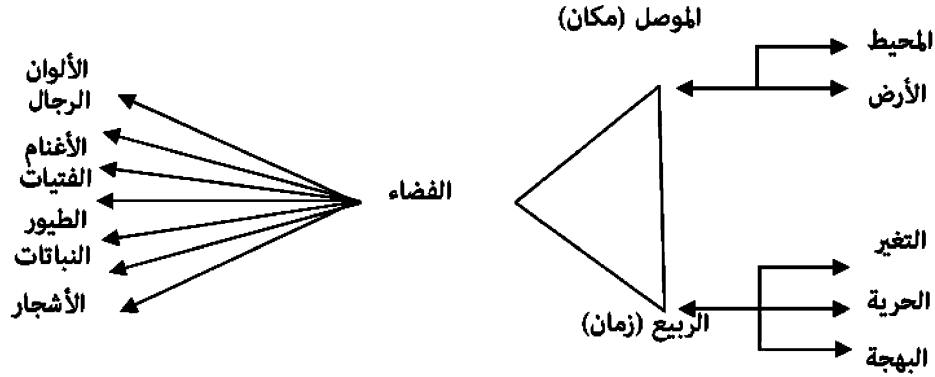 الموصل (مكان)
المحيط
الأرض
الفضاء
الألوان
الرجال
الأغنام
الفتيات
الطيور
النباتات
الأشجار
التغير
الحرية
البهجة
الربيع (زمان)